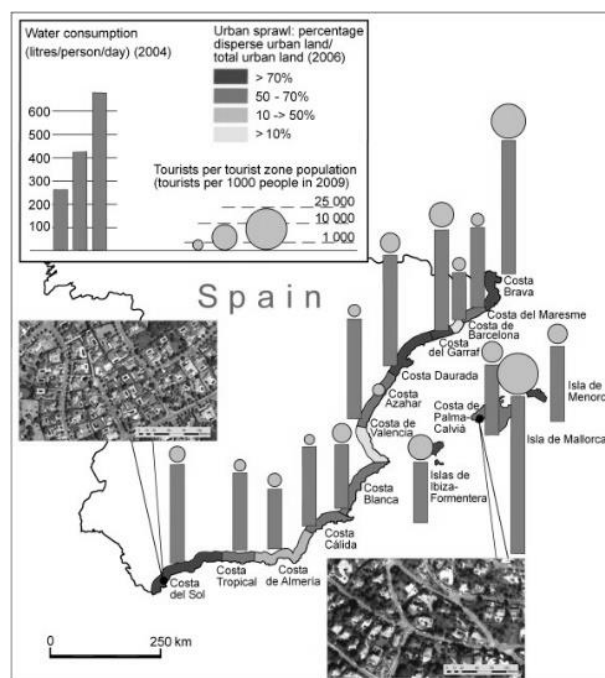 Water consumption
(litres/person/day) (2004)
600
500
400
300
200
100
Urban sprawl: percentage
disperse urban land/
total urban land (2006)
> 70%
50 - 70%
10 -> 50%
>10%
Tourists per tourist zone population
(tourists per 1000 people in 2009)
25 000
10 000
1 000
Spain
Costa
Brava
Costa del Maresme
Costa de
Barcelona
Costa
del Garraf
Costa Daurada
Costa
Azahar
Costa de
Valencia
Costa de
Palma-
Calvià
Isla de
Menorc
Isla de Mallorca
Islas de
Ibiza-
Formentera
Costa
Blanca
Costa
Cálida
Costa
de Almería
Costa
Tropical
Costa
del Sol
0
250 km